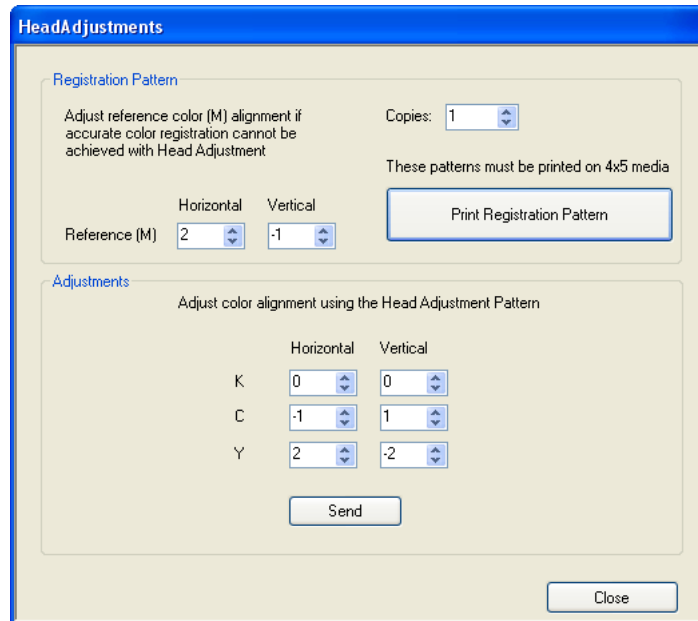 HeadAdjustments
Registration Pattern
Adjust reference color (M) alignment if
accurate color registration cannot be
achieved with Head Adjustment
Copies: 1
These patterns must be printed on 4x5 media
Horizontal Vertical
Reference (M) 2 -1
Print Registration Pattern
Adjustments
Adjust color alignment using the Head Adjustment Pattern
Horizontal Vertical
K 0 0
C -1 1
Y 2 -2
Send
Close